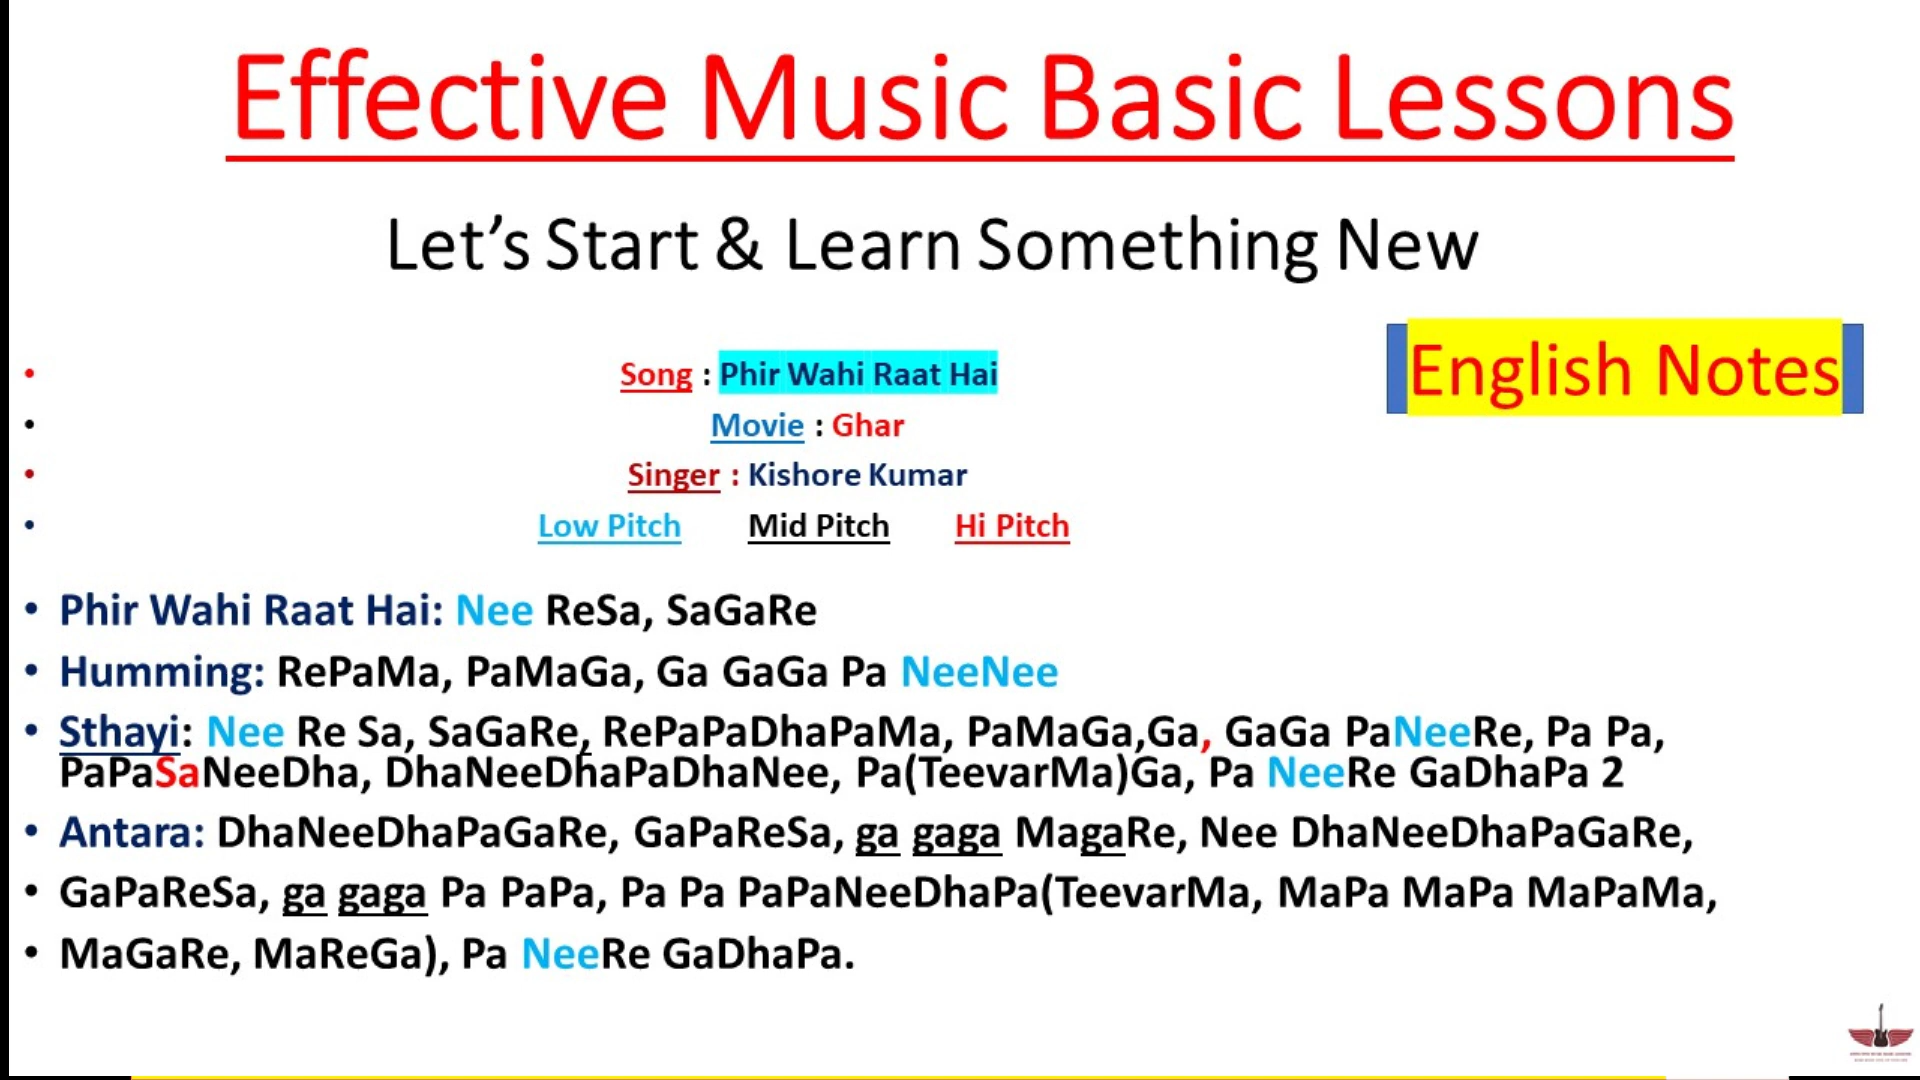 Effective Music Basic Lessons
Let's Start & Learn Something New
English Notes
• Song : Phir Wahi Raat Hai
• Movie : Ghar
• Singer : Kishore Kumar
• Low Pitch Mid Pitch Hi Pitch
• Phir Wahi Raat Hai: Nee ReSa, SaGaRe
• Humming: RePaMa, PaMaGa, Ga GaGa Pa NeeNee
• Sthayi: Nee Re Sa, SaGaRe, RePaPaDhaPaMa, PaMaGa,Ga, GaGa PaNeeRe, Pa Pa,
PaPaSaNeeDha, DhaNeeDhaPaDhaNee, Pa(TeevarMa)Ga, Pa NeeRe GaDhaPa 2
• Antara: DhaNeeDhaPaGaRe, GaPaReSa, ga gaga MagaRe, Nee DhaNeeDhaPaGaRe,
• GaPaReSa, ga gaga Pa PaPa, Pa Pa PaPaNeeDhaPa(TeevarMa, MaPa MaPa MaPaMa,
• MaGaRe, MaReGa), Pa NeeRe GaDhaPa.